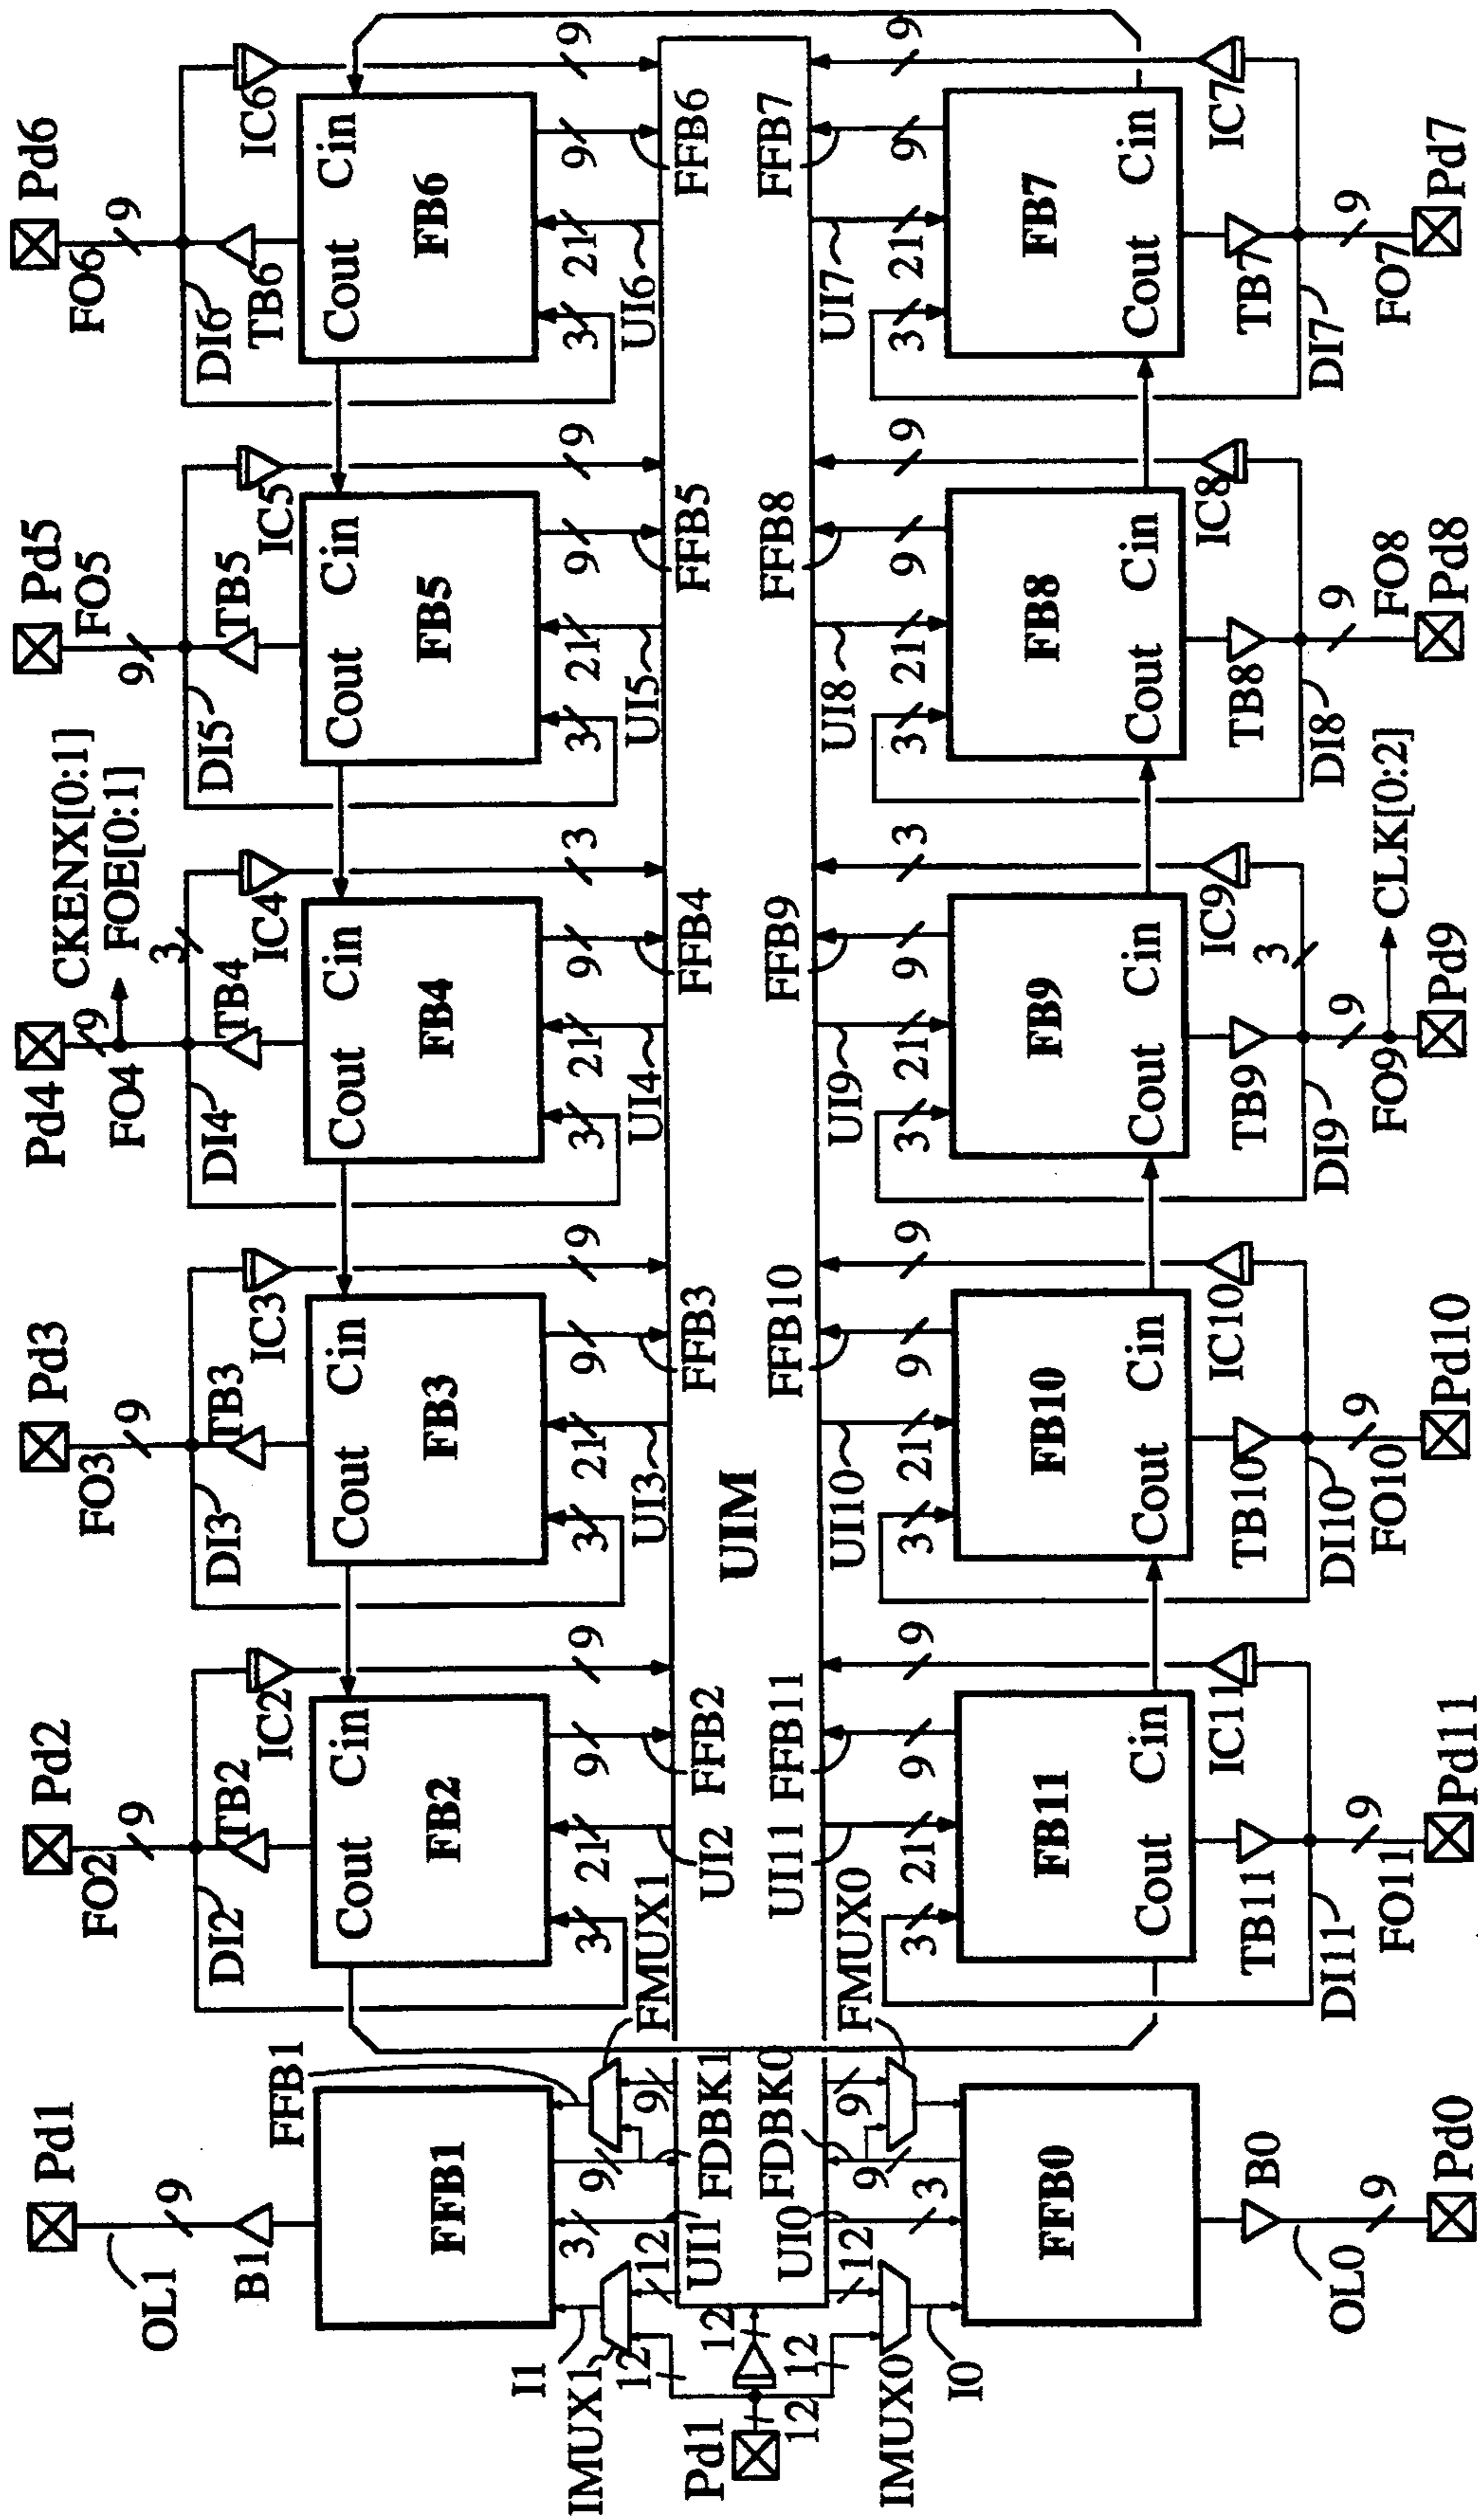 Pd1
Pd2
Pd3
Pd4
Pd5
Pd6
CKENX[0:1]
FOE[0:1]
OL1
9
B1
FFB1
FFB1
FO2
9
DI2
TB2
IC2
FO3
9
DI3
TB3
IC3
FO4
9
DI4
TB4
3
IC4
FO5
9
DI5
TB5
IC5
FO6
9
DI6
TB6
IC6
Cout
Cin
FB2
Cout
Cin
FB3
Cout
Cin
FB4
Cout
Cin
FB5
Cout
Cin
FB6
I1
IMUX1
12
3
12
9
9
FMUX1
3
21
9
9
3
21
9
9
3
21
9
3
3
21
9
9
3
21
9
9
UI1
FDBK1
UI2
FFB2
UI3
FFB3
UI4
FFB4
UI5
FFB5
UI6
FFB6
Pd1
12
12
UIM
UI0
FDBK0
FMUX0
UI11
FFB11
UI10
FFB10
UI9
FFB9
UI8
FFB8
UI7
FFB7
IMUX0
12
12
I0
3
9
9
3
21
9
9
3
21
9
9
3
21
9
3
3
21
9
9
3
21
9
9
FFB0
FB11
Cout
Cin
FB10
Cout
Cin
FB9
Cout
Cin
FB8
Cout
Cin
FB7
Cout
Cin
B0
OL0
9
TB11
IC11
DI11
FO11
9
TB10
IC10
DI10
FO10
9
TB9
IC9
3
DI9
FO9
9
CLK[0:2]
TB8
IC8
DI8
FO8
9
TB7
IC7
DI7
FO7
9
Pd0
Pd11
Pd10
Pd9
Pd8
Pd7